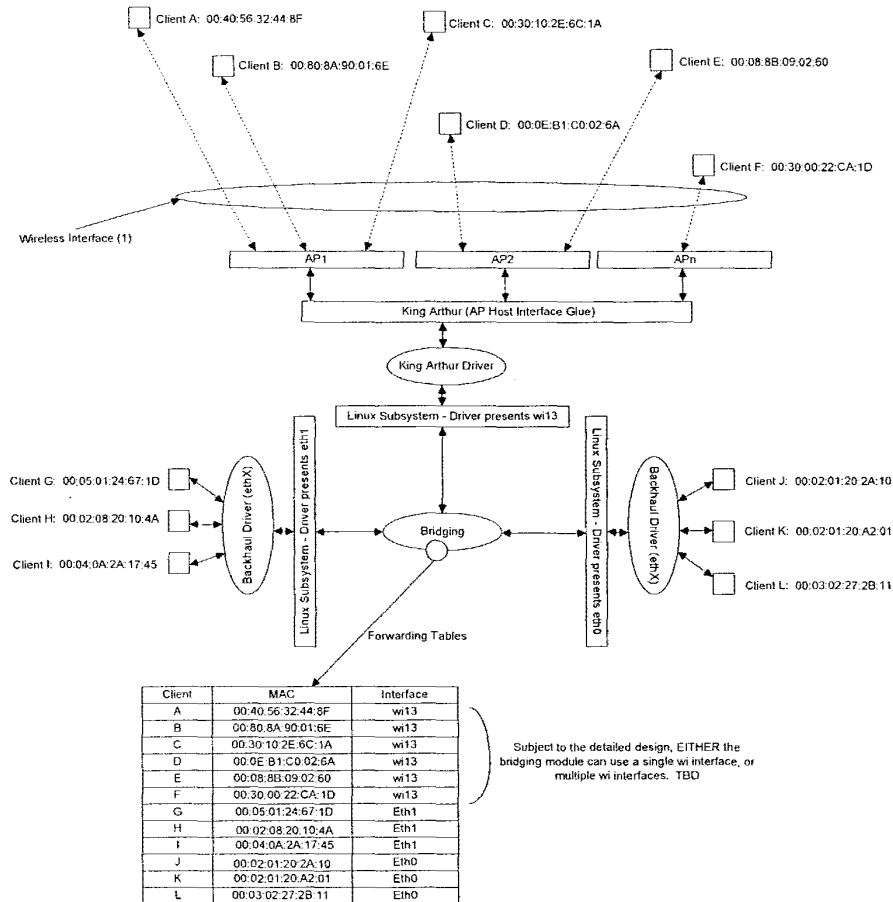 Client A: 00:40:56:32:44:8F
Client C: 00:30:10:2E:6C:1A
Client B: 00:80:8A:90:01:6E
Client E: 00:08:8B:09:02:60
Client D: 00:0E:B1:C0:02:6A
Client F: 00:30:00:22:CA:1D
Wireless Interface (1)
AP1
AP2
APn
King Arthur (AP Host Interface Glue)
King Arthur Driver
Linux Subsystem - Driver presents wi13
Client G: 00:05:01:24:67:1D
Client H: 00:02:08:20:10:4A
Client I: 00:04:0A:2A:17:45
Backhaul Driver (ethX)
Linux Subsystem - Driver presents eth1
Bridging
Linux Subsystem - Driver presents eth0
Backhaul Driver (ethX)
Client J: 00:02:01:20:2A:10
Client K: 00:02:01:20:A2:01
Client L: 00:03:02:27:2B:11
Forwarding Tables
Client MAC Interface
A 00:40:56:32:44:8F wi13
B 00:80:8A:90:01:6E wi13
C 00:30:10:2E:6C:1A wi13
D 00:0E:B1:C0:02:6A wi13
E 00:08:8B:09:02:60 wi13
F 00:30:00:22:CA:1D wi13
G 00:05:01:24:67:1D Eth1
H 00:02:08:20:10:4A Eth1
I 00:04:0A:2A:17:45 Eth1
J 00:02:01:20:2A:10 Eth0
K 00:02:01:20:A2:01 Eth0
L 00:03:02:27:2B:11 Eth0
Subject to the detailed design, EITHER the
bridging module can use a single wi interface, or
multiple wi interfaces. TBD